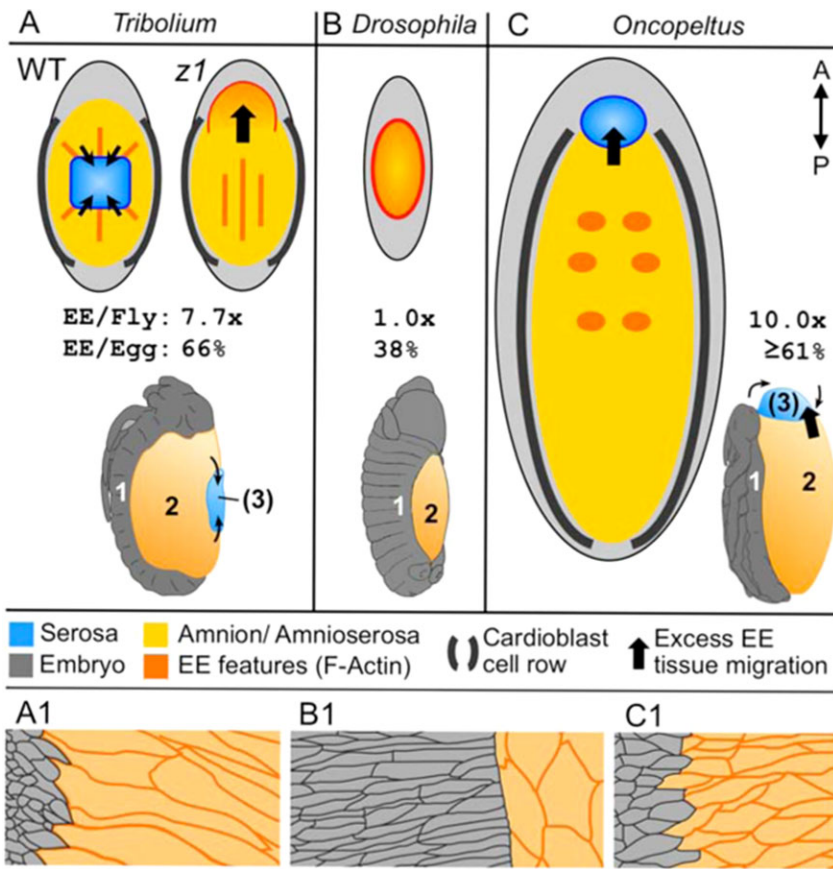 A Tribolium
B Drosophila
C Oncopeltus
WT z1
A
P
EE/Fly: 7.7x
EE/Egg: 66%
1.0x
38%
10.0x
≥61%
1 2 (3)
1 2
(3)
1 2
Serosa
Embryo
Amnion/ Amnioserosa
EE features (F-Actin)
Cardioblast
cell row
Excess EE
tissue migration
A1
B1
C1